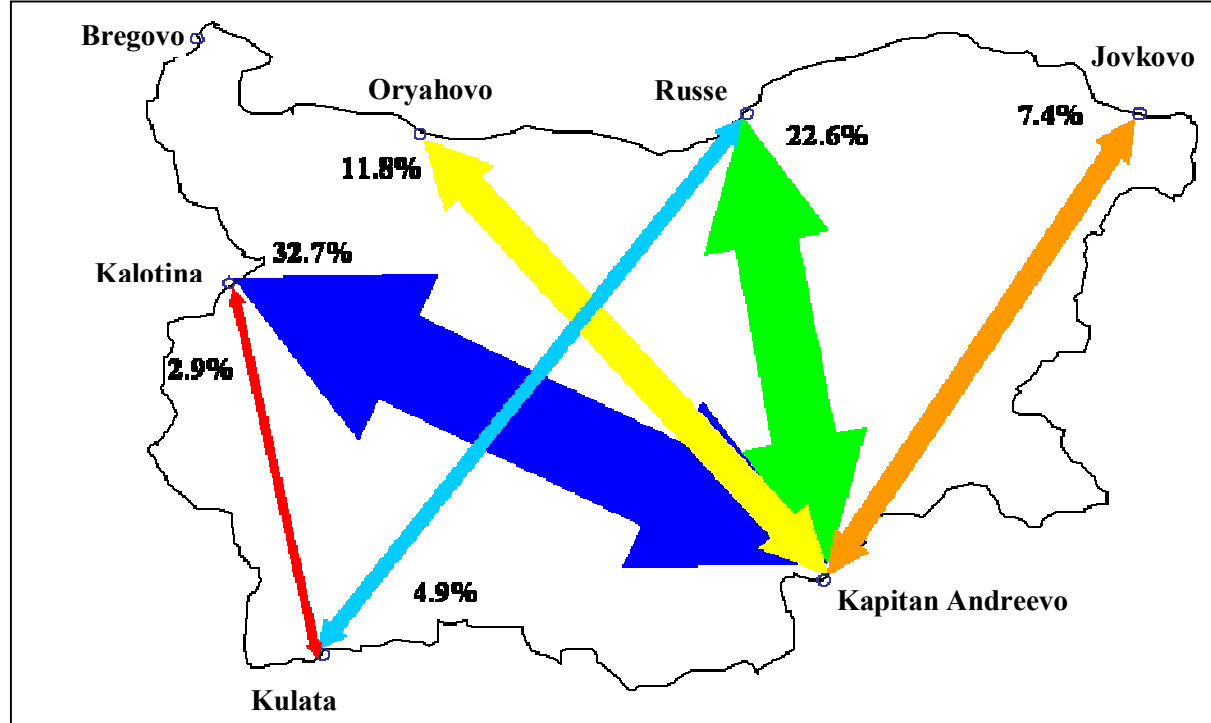 Bregovo
Oryahovo
Russe
Jovkovo
11.8%
22.6%
7.4%
Kalotina
32.7%
2.9%
4.9%
Kapitan Andreevo
Kulata